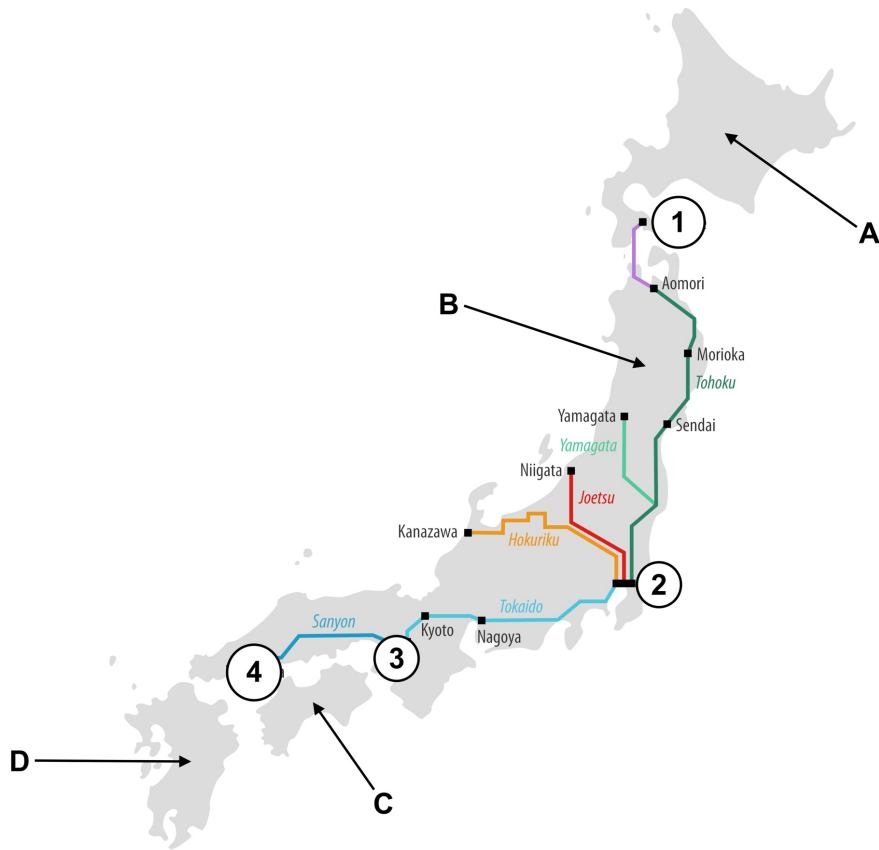 A
1
Aomori
B
Morioka
Tohoku
Yamagata
Sendai
Yamagata
Niigata
Joetsu
Kanazawa
Hokuriku
2
Tokaido
Sanyon
Kyoto
Nagoya
3
4
D
C